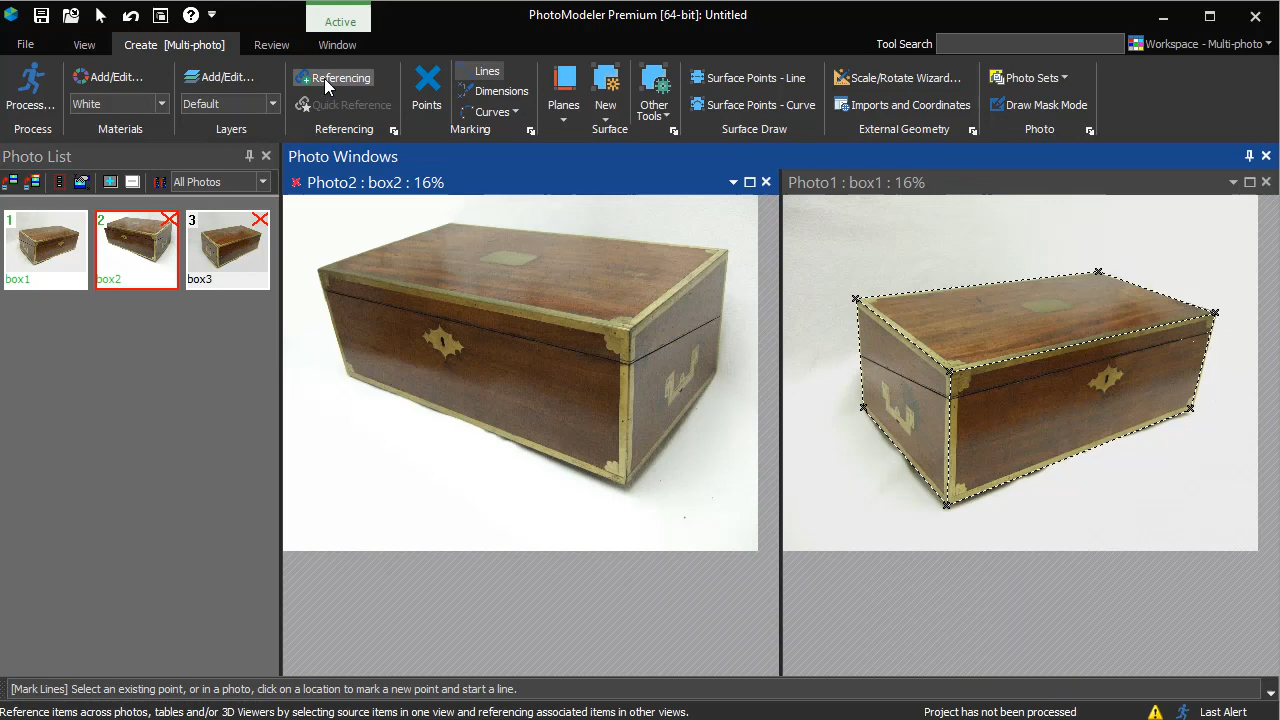 PhotoModeler Premium [64-bit]: Untitled
Active
File
View
Create [Multi-photo]
Review
Window
Tool Search
Workspace - Multi-photo
Process...
Process
Add/Edit...
White
Materials
Add/Edit...
Default
Layers
Referencing
Quick Reference
Referencing
Points
Lines
Dimensions
Curves
Marking
Planes
New
Other
Tools
Surface
Surface Points - Line
Surface Points - Curve
Surface Draw
Scale/Rotate Wizard...
Imports and Coordinates
External Geometry
Photo Sets
Draw Mask Mode
Photo
Photo List
All Photos
1
box1
2
box2
3
box3
Photo Windows
Photo2 : box2 : 16%
Photo1 : box1 : 16%
[Mark Lines] Select an existing point, or in a photo, click on a location to mark a new point and start a line.
Reference items across photos, tables and/or 3D Viewers by selecting source items in one view and referencing associated items in other views.
Project has not been processed
Last Alert